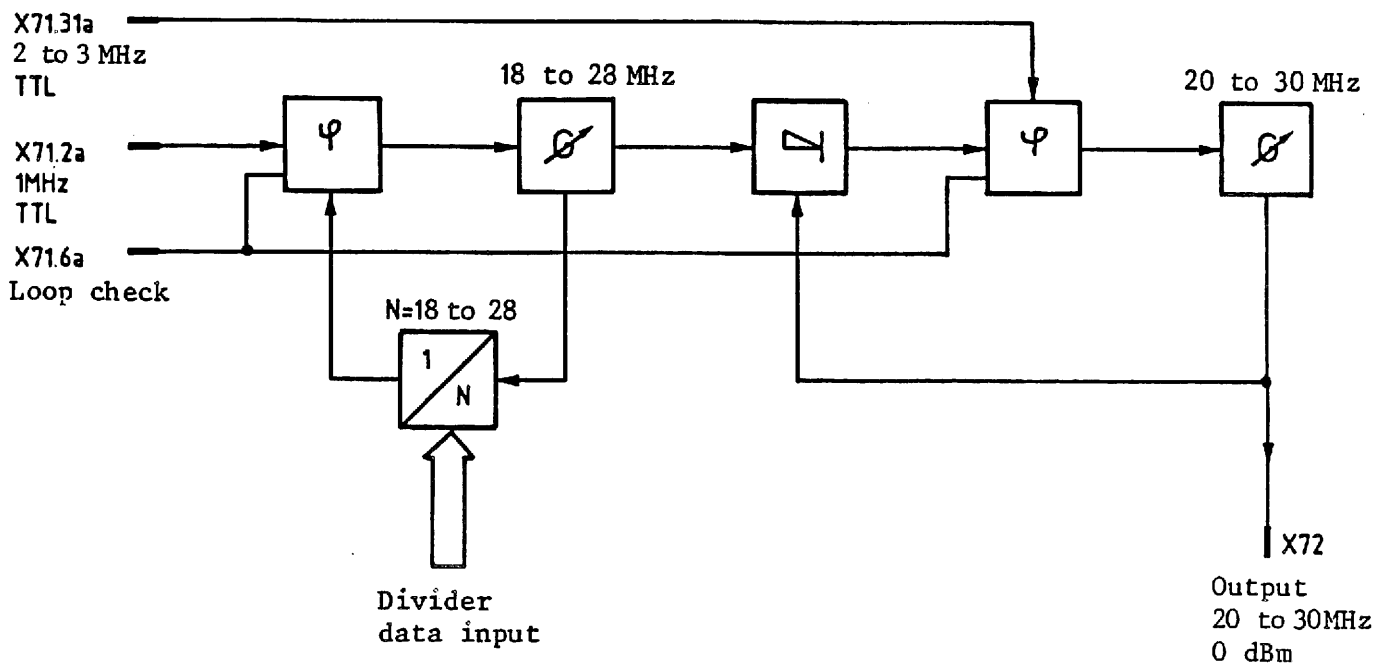 X71.31a
2 to 3 MHz
TTL
18 to 28 MHz
20 to 30 MHz
φ
G
φ
G
X71.2a
1MHz
TTL
X71.6a
Loop check
N=18 to 28
1
N
Divider
data input
X72
Output
20 to 30MHz
0 dBm